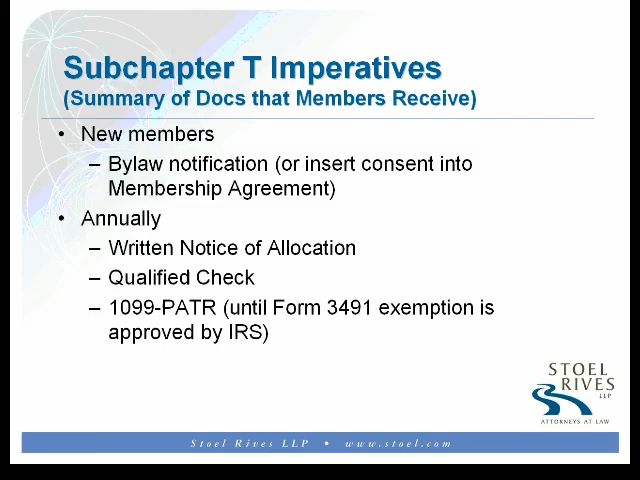 Subchapter T Imperatives
(Summary of Docs that Members Receive)
• New members
– Bylaw notification (or insert consent into
Membership Agreement)
• Annually
– Written Notice of Allocation
– Qualified Check
– 1099-PATR (until Form 3491 exemption is
approved by IRS)
STOEL
RIVES
LLP
ATTORNEYS AT LAW
Stoel Rives LLP • www.stoel.com